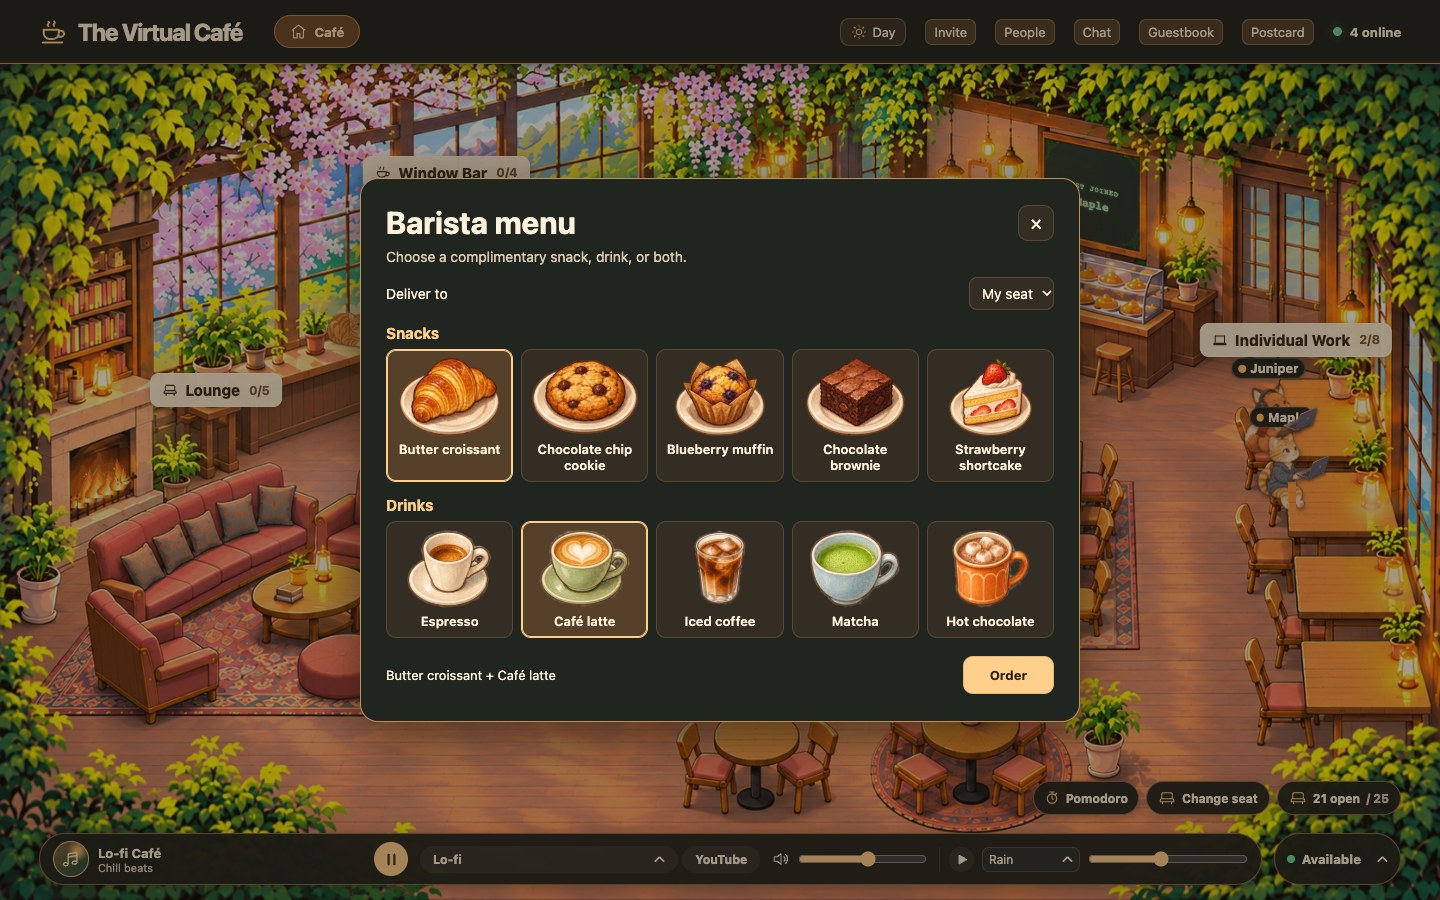 The Virtual Café
Café
Day
Invite
People
Chat
Guestbook
Postcard
4 online
Window Bar 0/4
JOINED
Maple
Barista menu
×
Choose a complimentary snack, drink, or both.
Deliver to
My seat
Snacks
Butter croissant
Chocolate chip
cookie
Blueberry muffin
Chocolate
brownie
Strawberry
shortcake
Drinks
Espresso
Café latte
Iced coffee
Matcha
Hot chocolate
Butter croissant + Café latte
Order
Lounge 0/5
Individual Work 2/8
Juniper
Maple
Pomodoro
Change seat
21 open / 25
Lo-fi Café
Chill beats
Lo-fi
YouTube
Rain
Available